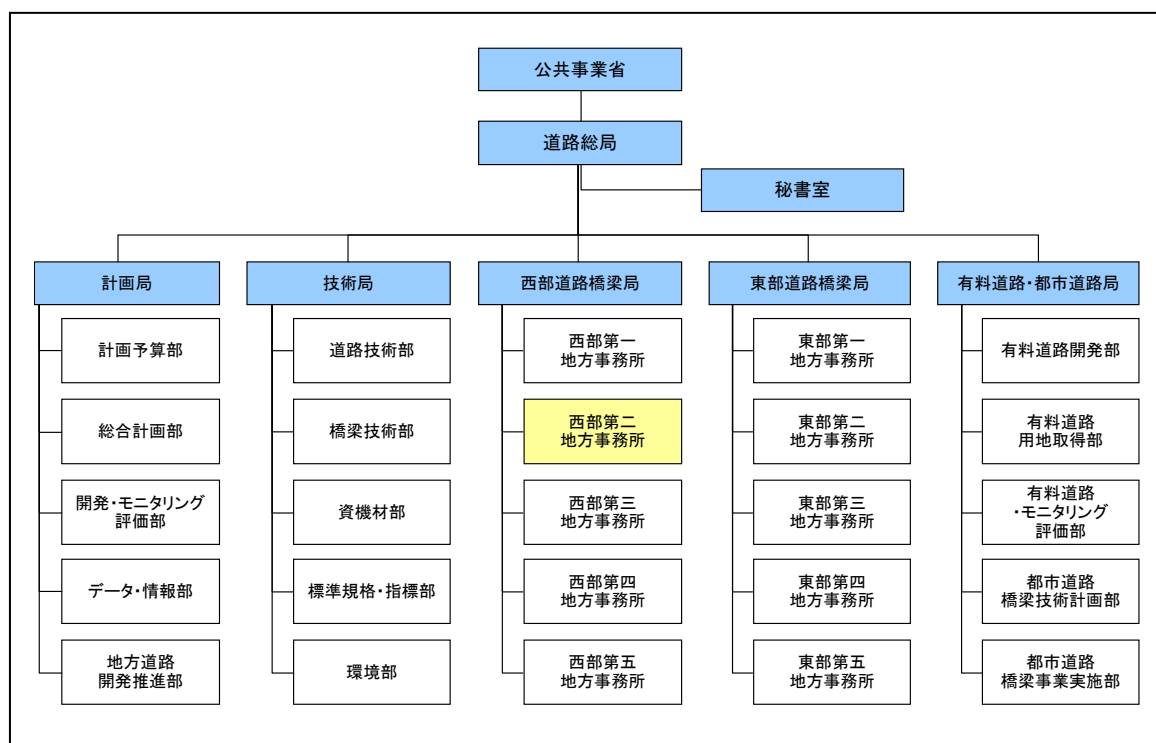 公共事業省
道路総局
秘書室
計画局
計画予算部
総合計画部
開発・モニタリング
評価部
データ・情報部
地方道路
開発推進部
技術局
道路技術部
橋梁技術部
資機材部
標準規格・指標部
環境部
西部道路橋梁局
西部第一
地方事務所
西部第二
地方事務所
西部第三
地方事務所
西部第四
地方事務所
西部第五
地方事務所
東部道路橋梁局
東部第一
地方事務所
東部第二
地方事務所
東部第三
地方事務所
東部第四
地方事務所
東部第五
地方事務所
有料道路・都市道路局
有料道路開発部
有料道路
用地取得部
有料道路
・モニタリング
評価部
都市道路
橋梁技術計画部
都市道路
橋梁事業実施部